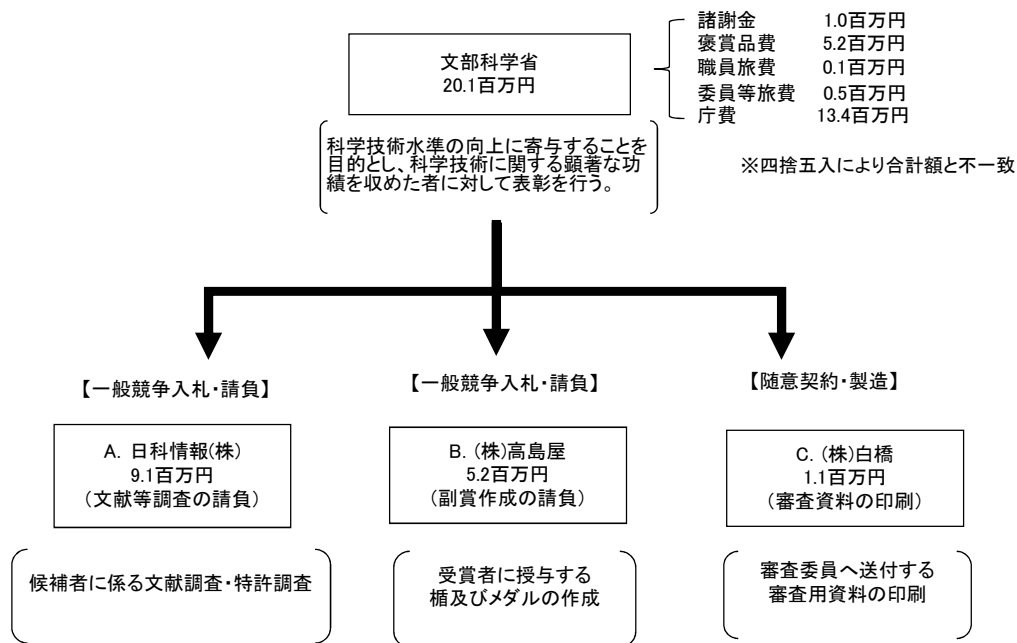 文部科学省
20.1百万円
諸謝金 1.0百万円
褒賞品費 5.2百万円
職員旅費 0.1百万円
委員等旅費 0.5百万円
庁費 13.4百万円
科学技術水準の向上に寄与することを
目的とし、科学技術に関する顕著な功
績を収めた者に対して表彰を行う。
※四捨五入により合計額と不一致
【一般競争入札・請負】
A. 日科情報(株)
9.1百万円
(文献等調査の請負)
候補者に係る文献調査・特許調査
【一般競争入札・請負】
B. (株)高島屋
5.2百万円
(副賞作成の請負)
受賞者に授与する
楯及びメダルの作成
【随意契約・製造】
C. (株)白橋
1.1百万円
(審査資料の印刷)
審査委員へ送付する
審査用資料の印刷